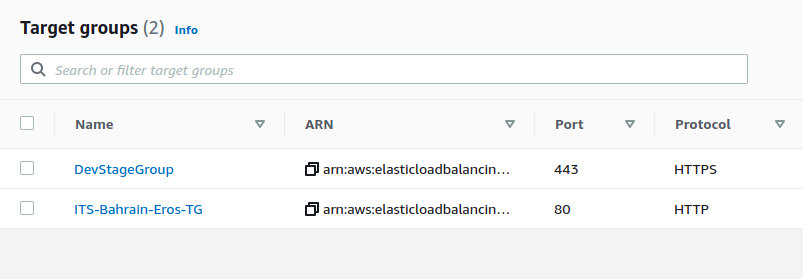 Target groups (2) Info
Search or filter target groups
Name ARN Port Protocol
DevStageGroup arn:aws:elasticloadbalancin... 443 HTTPS
ITS-Bahrain-Eros-TG arn:aws:elasticloadbalancin... 80 HTTP